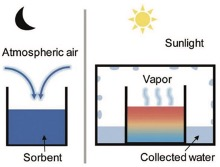 Sunlight
Atmospheric air
Vapor
Sorbent
Collected water